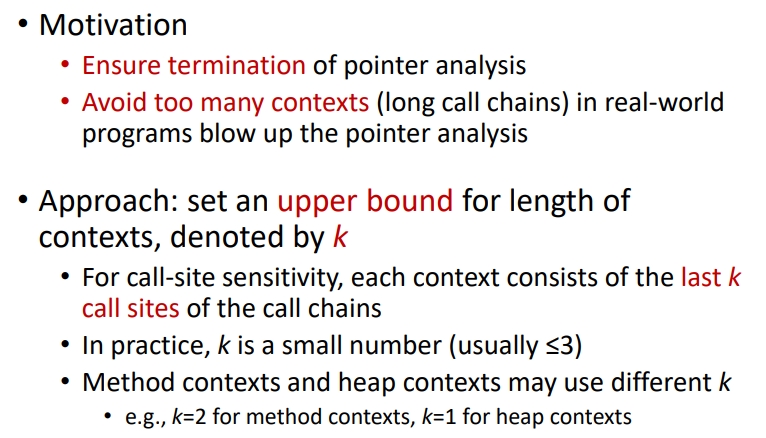 • Motivation
• Ensure termination of pointer analysis
• Avoid too many contexts (long call chains) in real-world
programs blow up the pointer analysis
• Approach: set an upper bound for length of
contexts, denoted by k
• For call-site sensitivity, each context consists of the last k
call sites of the call chains
• In practice, k is a small number (usually ≤3)
• Method contexts and heap contexts may use different k
• e.g., k=2 for method contexts, k=1 for heap contexts